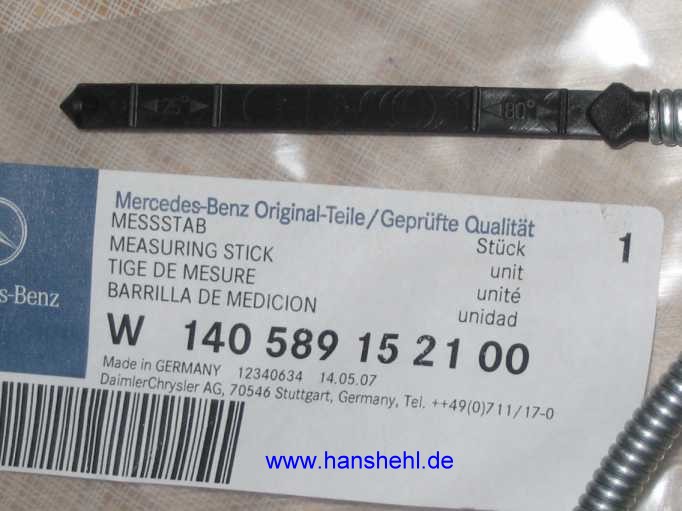 25°
80°
Mercedes-Benz Original-Teile/Geprüfte Qualität
MESSSTAB Stück 1
MEASURING STICK unit
TIGE DE MESURE unité
BARRILLA DE MEDICION unidad
s-Benz
W 140 589 15 21 00
Made in GERMANY 12340634 14.05.07
DaimlerChrysler AG, 70546 Stuttgart, Germany, Tel. ++49(0)711/17-0
www.hanshehl.de